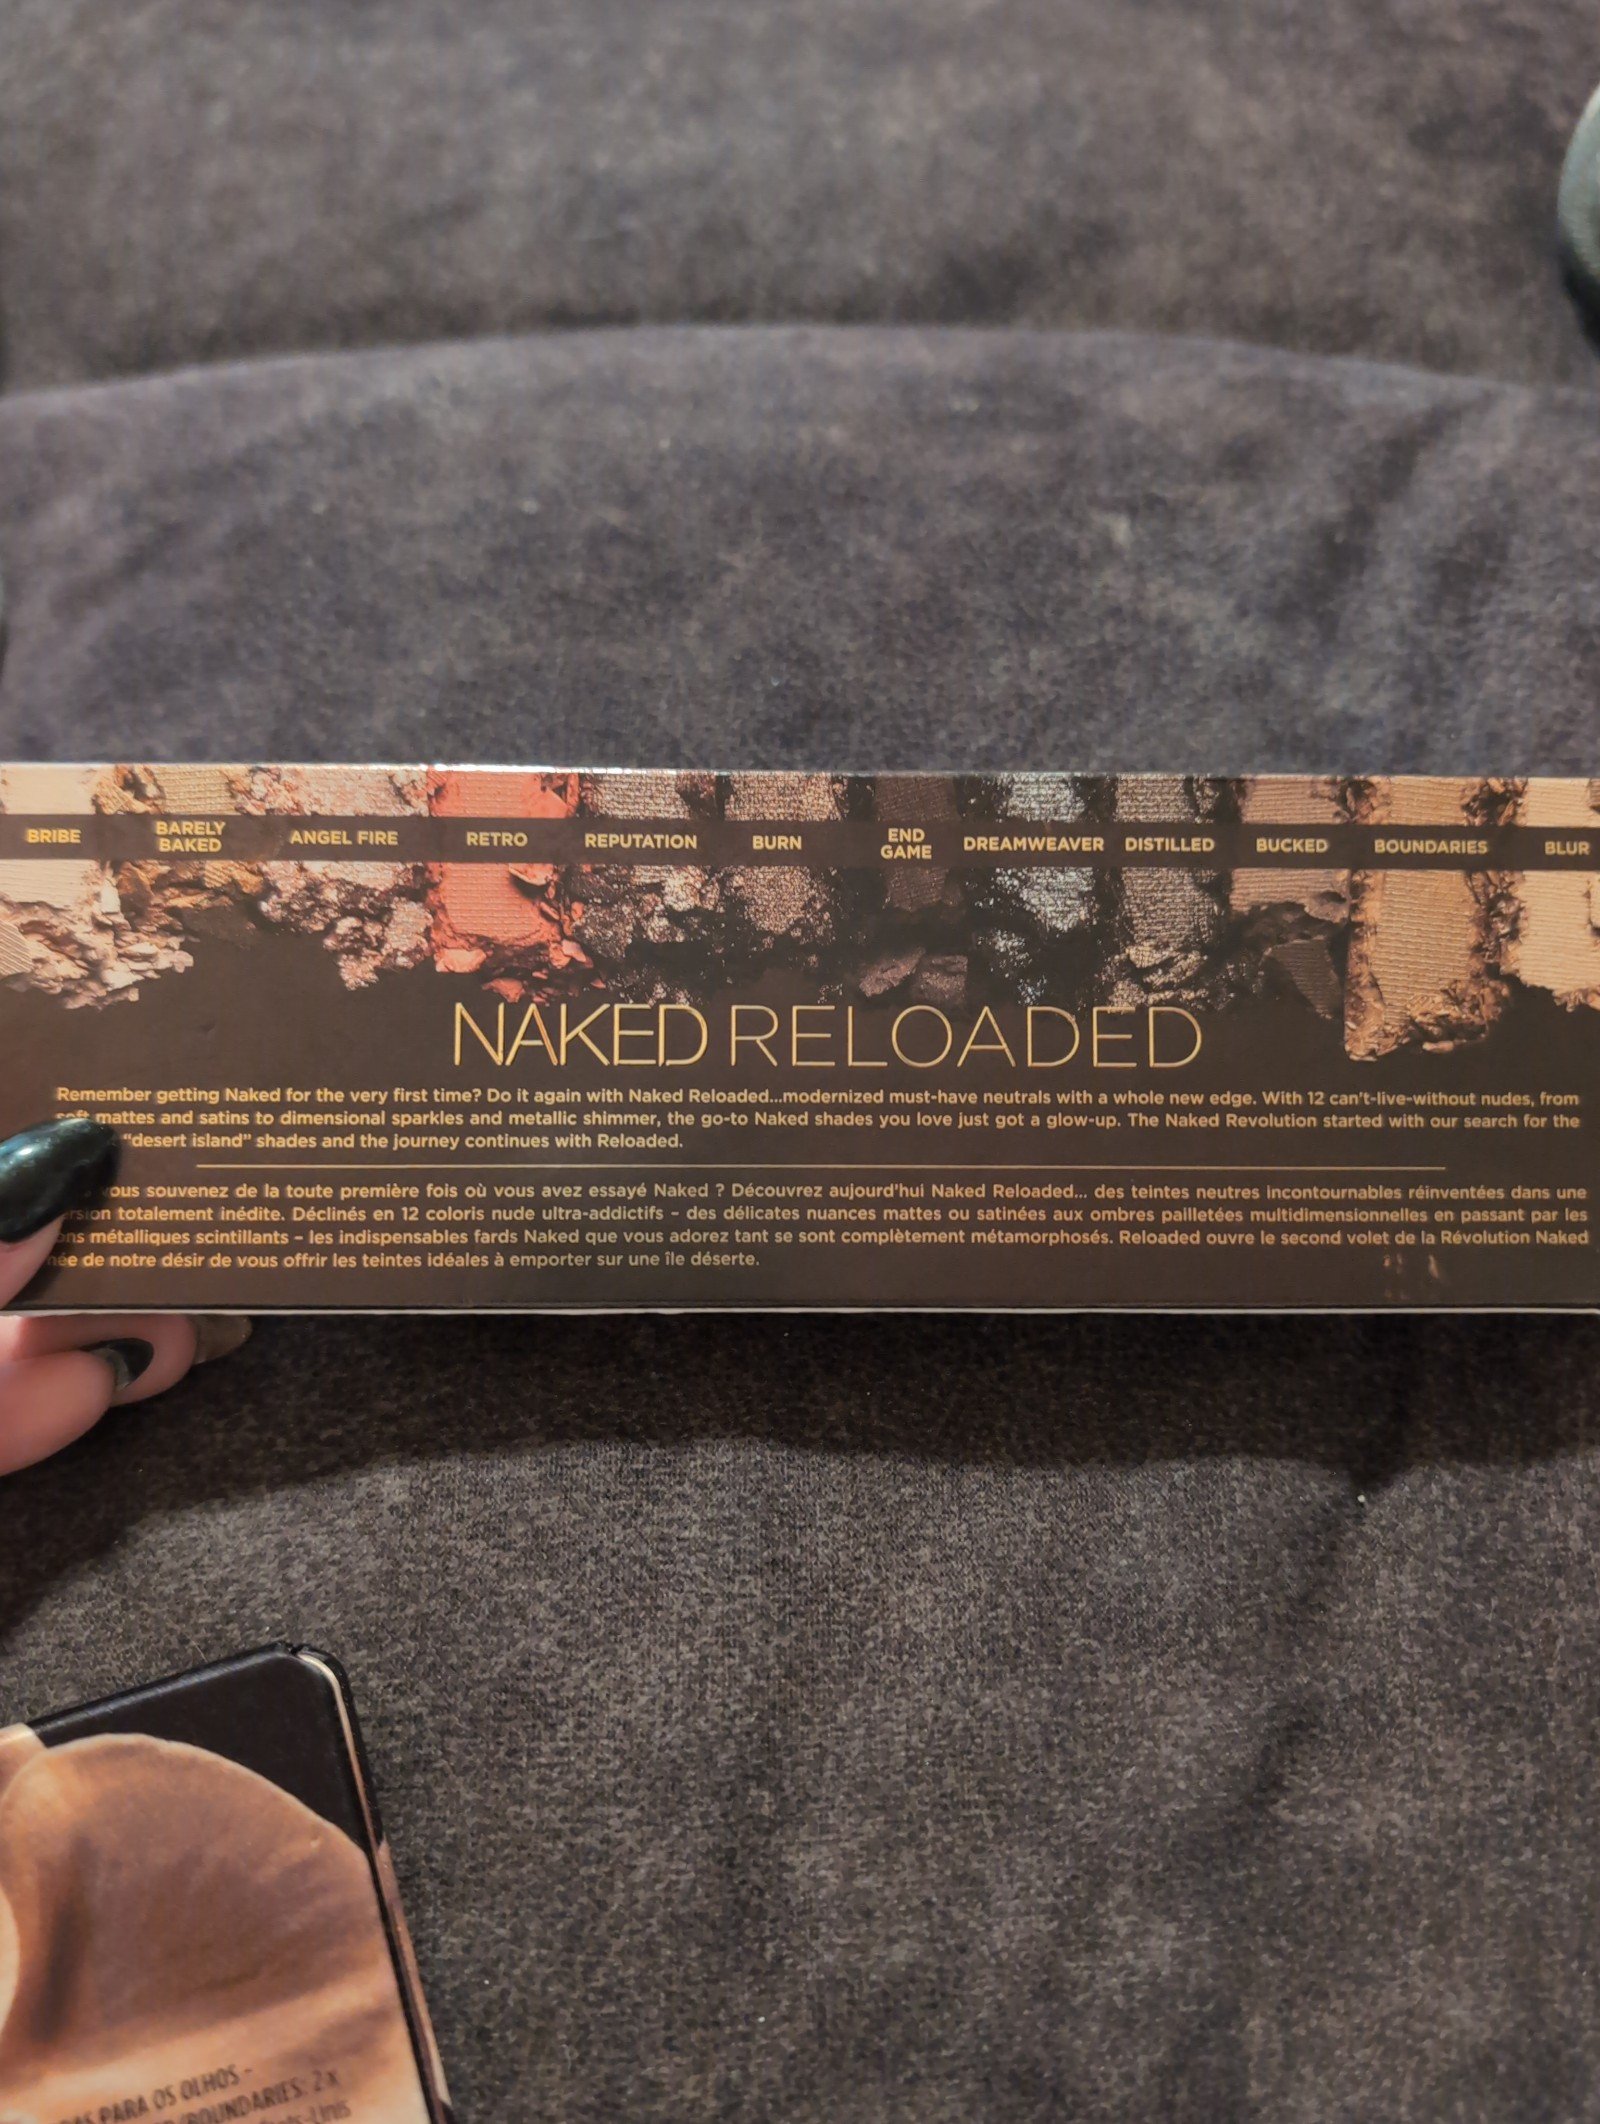 BRIBE BARELY BAKED ANGEL FIRE RETRO REPUTATION BURN END GAME DREAMWEAVER DISTILLED BUCKED BOUNDARIES BLUR
NAKED RELOADED
Remember getting Naked for the very first time? Do it again with Naked Reloaded...modernized must-have neutrals with a whole new edge. With 12 can't-live-without nudes, from
soft mattes and satins to dimensional sparkles and metallic shimmer, the go-to Naked shades you love just got a glow-up. The Naked Revolution started with our search for the
"desert island" shades and the journey continues with Reloaded.
vous souvenez de la toute première fois où vous avez essayé Naked ? Découvrez aujourd'hui Naked Reloaded... des teintes neutres incontournables réinventées dans une
totalement inédite. Déclinés en 12 coloris nude ultra-addictifs – des délicates nuances mattes ou satinées aux ombres pailletées multidimensionnelles en passant par les
métalliques scintillants – les indispensables fards Naked que vous adorez tant se sont complètement métamorphosés. Reloaded ouvre le second volet de la Révolution Naked
de notre désir de vous offrir les teintes idéales à emporter sur une île déserte.
PARA OS OLHOS -
BOUNDARIES: 2 x